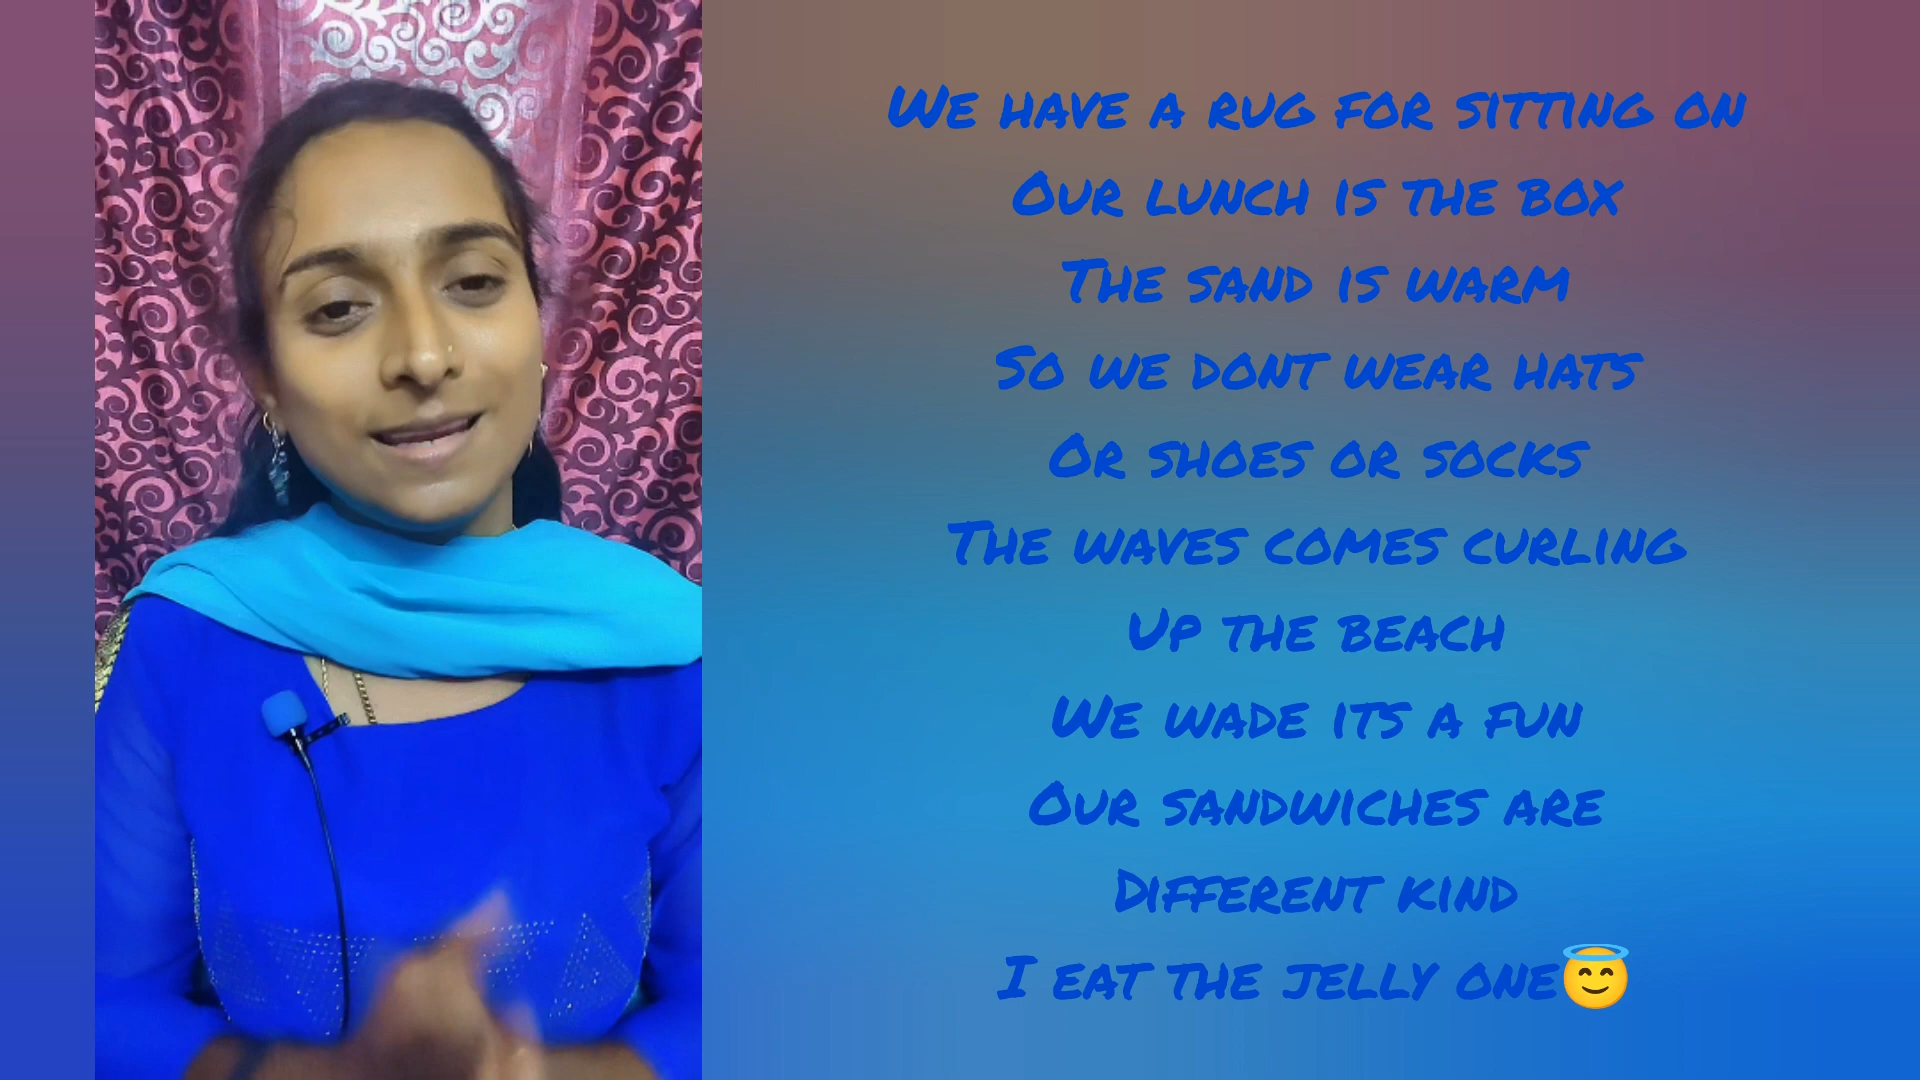 We have a rug for sitting on
Our lunch is the box
The sand is warm
So we dont wear hats
Or shoes or socks
The waves comes curling
Up the beach
We wade its a fun
Our sandwiches are
Different kind
I eat the jelly one😇